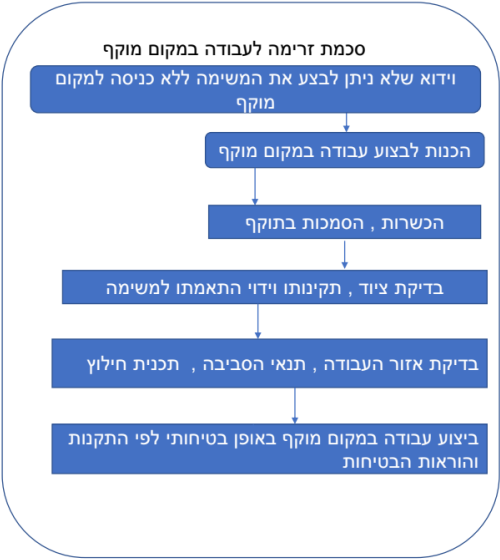 סכמת זרימה לעבודה במקום מוקף
וידוא שלא ניתן לבצע את המשימה ללא כניסה למקום
מוקף
הכנות לבצוע עבודה במקום מוקף
הכשרות , הסמכות בתוקף
בדיקת ציוד , תקינותו וידוי התאמתו למשימה
בדיקת אזור העבודה , תנאי הסביבה , תכנית חילוץ
ביצוע עבודה במקום מוקף באופן בטיחותי לפי התקנות
והוראות הבטיחות